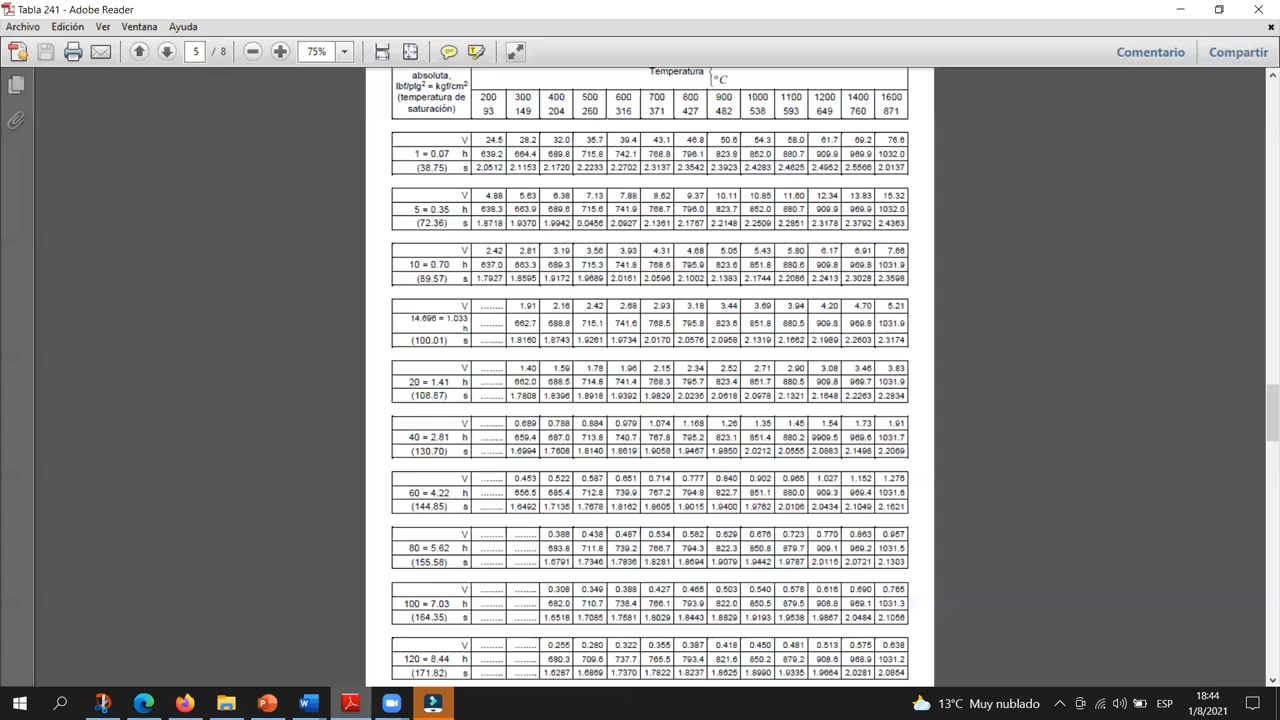 Tabla 241 - Adobe Reader
Archivo Edición Ver Ventana Ayuda
5 / 8 75% Comentario Compartir
absoluta, Temperatura
lbf/plg² = kgf/cm² °C
(temperatura de 200 300 400 500 600 700 800 900 1000 1100 1200 1400 1600
saturación) 93 149 204 260 316 371 427 482 538 593 649 760 871
V 24.5 28.2 32.0 35.7 39.4 43.1 46.8 50.6 54.3 58.0 61.7 69.2 76.6
1 = 0.07 h 639.2 664.4 689.8 715.8 742.1 768.8 796.1 823.8 852.0 880.7 909.9 969.9 1032.0
(38.75) s 2.0512 2.1153 2.1720 2.2233 2.2702 2.3137 2.3542 2.3923 2.4283 2.4625 2.4952 2.5566 2.0137
V 4.88 5.63 6.38 7.13 7.88 8.62 9.37 10.11 10.85 11.60 12.34 13.83 15.32
5 = 0.35 h 638.3 663.9 689.6 715.6 741.9 768.7 796.0 823.7 852.0 880.7 909.9 969.9 1032.0
(72.36) s 1.8718 1.9370 1.9942 0.0456 2.0927 2.1361 2.1767 2.2148 2.2509 2.2851 2.3178 2.3792 2.4363
V 2.42 2.81 3.19 3.56 3.93 4.31 4.68 5.05 5.43 5.80 6.17 6.91 7.66
10 = 0.70 h 637.0 663.3 689.3 715.3 741.8 768.6 795.9 823.6 851.8 880.6 909.8 969.8 1031.9
(89.57) s 1.7927 1.8595 1.9172 1.9689 2.0161 2.0596 2.1002 2.1383 2.1744 2.2086 2.2413 2.3028 2.3598
V ........ 1.91 2.16 2.42 2.68 2.93 3.18 3.44 3.69 3.94 4.20 4.70 5.21
14.696 = 1.033 h ........ 662.7 688.8 715.1 741.6 768.5 795.8 823.6 851.8 880.5 909.8 969.8 1031.9
(100.01) s ........ 1.8160 1.8743 1.9261 1.9734 2.0170 2.0576 2.0958 2.1319 2.1662 2.1989 2.2603 2.3174
V ........ 1.40 1.59 1.78 1.96 2.15 2.34 2.52 2.71 2.90 3.08 3.46 3.83
20 = 1.41 h ........ 662.0 688.5 714.8 741.4 768.3 795.7 823.4 851.7 880.5 909.8 969.7 1031.9
(108.87) s ........ 1.7808 1.8396 1.8918 1.9392 1.9829 2.0235 2.0618 2.0978 2.1321 2.1648 2.2263 2.2834
V ........ 0.689 0.788 0.884 0.979 1.074 1.168 1.26 1.35 1.45 1.54 1.73 1.91
40 = 2.81 h ........ 659.4 687.0 713.8 740.7 767.8 795.2 823.1 851.4 880.2 9909.5 969.6 1031.7
(130.70) s ........ 1.6994 1.7608 1.8140 1.8619 1.9058 1.9467 1.9850 2.0212 2.0555 2.0883 2.1498 2.2069
V ........ 0.453 0.522 0.587 0.651 0.714 0.777 0.840 0.902 0.965 1.027 1.152 1.276
60 = 4.22 h ........ 656.5 685.4 712.8 739.9 767.2 794.8 822.7 851.1 880.0 909.3 969.4 1031.6
(144.85) s ........ 1.6492 1.7135 1.7678 1.8162 1.8605 1.9015 1.9400 1.9762 2.0106 2.0434 2.1049 2.1621
V ........ ........ 0.388 0.438 0.487 0.534 0.582 0.629 0.676 0.723 0.770 0.863 0.957
80 = 5.62 h ........ ........ 683.8 711.8 739.2 766.7 794.3 822.3 850.8 879.7 909.1 969.2 1031.5
(155.58) s ........ ........ 1.6791 1.7346 1.7836 1.8281 1.8694 1.9079 1.9442 1.9787 2.0115 2.0721 2.1303
V ........ ........ 0.308 0.349 0.388 0.427 0.465 0.503 0.540 0.578 0.616 0.690 0.765
100 = 7.03 h ........ ........ 682.0 710.7 738.4 766.1 793.9 822.0 850.5 879.5 908.8 969.1 1031.3
(164.35) s ........ ........ 1.6518 1.7085 1.7581 1.8029 1.8443 1.8829 1.9193 1.9538 1.9867 2.0484 2.1056
V ........ ........ 0.255 0.280 0.322 0.355 0.387 0.418 0.450 0.481 0.513 0.575 0.638
120 = 8.44 h ........ ........ 680.3 709.6 737.7 765.5 793.4 821.6 850.2 879.2 908.6 968.9 1031.2
(171.82) s ........ ........ 1.6287 1.6869 1.7370 1.7822 1.8237 1.8625 1.8990 1.9335 1.9664 2.0281 2.0854
13°C Muy nublado ESP 18:44
1/8/2021